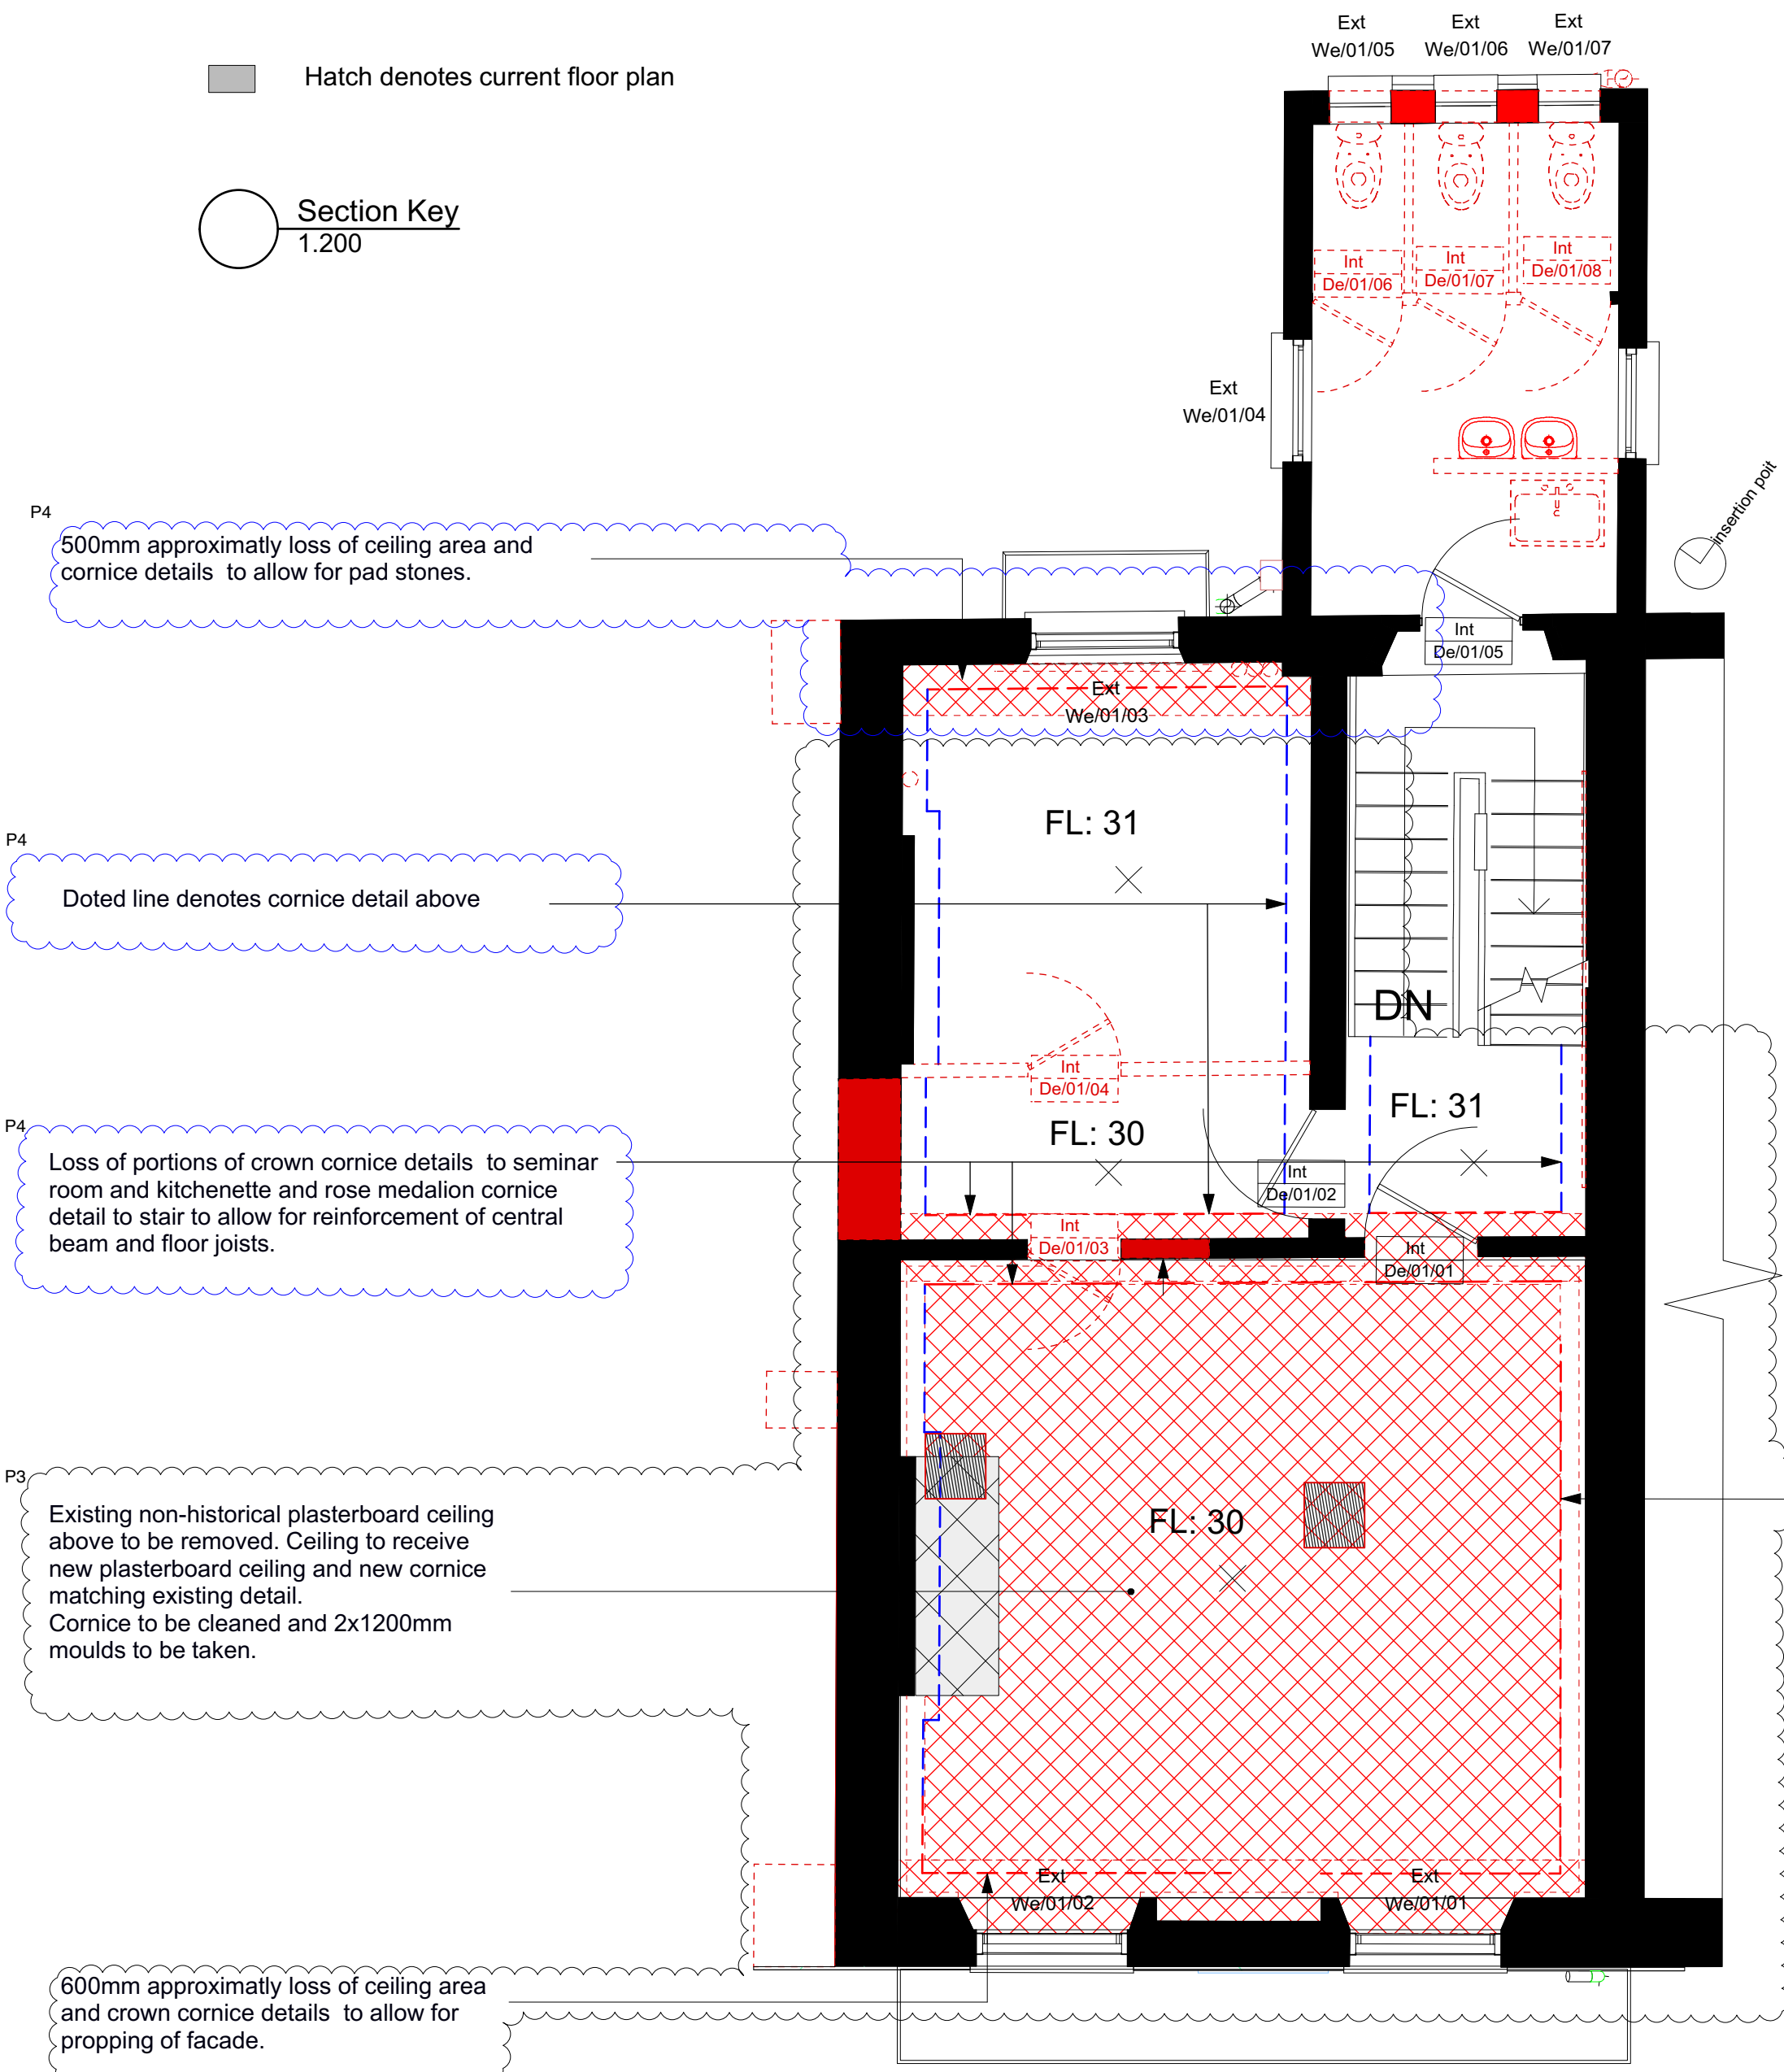 Hatch denotes current floor plan
Section Key
1.200
Ext
We/01/05
Ext
We/01/06
Ext
We/01/07
Int
De/01/06
Int
De/01/07
Int
De/01/08
Ext
We/01/04
insertion poit
P4
500mm approximatly loss of ceiling area and
cornice details to allow for pad stones.
Int
De/01/05
Ext
We/01/03
FL: 31
P4
Doted line denotes cornice detail above
DN
Int
De/01/04
FL: 31
FL: 30
P4
Loss of portions of crown cornice details to seminar
room and kitchenette and rose medalion cornice
detail to stair to allow for reinforcement of central
beam and floor joists.
Int
De/01/02
Int
De/01/03
Int
De/01/01
P3
Existing non-historical plasterboard ceiling
above to be removed. Ceiling to receive
new plasterboard ceiling and new cornice
matching existing detail.
Cornice to be cleaned and 2x1200mm
moulds to be taken.
FL: 30
Ext
We/01/02
Ext
We/01/01
600mm approximatly loss of ceiling area
and crown cornice details to allow for
propping of facade.